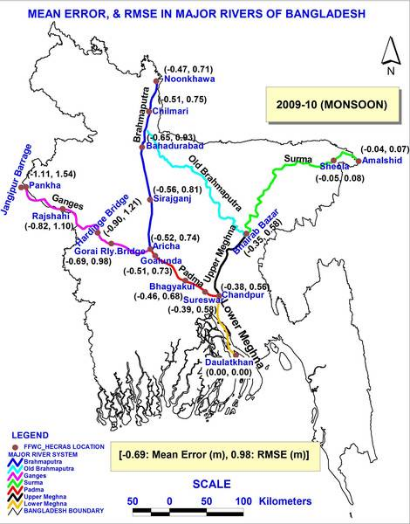 MEAN ERROR, & RMSE IN MAJOR RIVERS OF BANGLADESH
(-0.47, 0.71)
Noonkhawa
N
(-0.51, 0.75)
Chilmari
2009-10 (MONSOON)
Brahmaputra
(-0.65, 0.93)
Bahadurabad
Old Brahmaputra
Surma
(-0.04, 0.07)
Amalshid
Sheola
(-0.05, 0.08)
Jangipur Barrage
(-1.11, 1.54)
Pankha
Ganges
Rajshahi
(-0.82, 1.10)
Hardinge Bridge
(-0.90, 1.21)
(-0.56, 0.81)
Sirajganj
Bhairab Bazar
(-0.35, 0.58)
Upper Meghna
(-0.52, 0.74)
Aricha
Gorai Rly.Bridge
(-0.69, 0.98)
Goalunda
(-0.51, 0.73)
Padma
Bhagyakul
(-0.46, 0.68)
Sureswar
(-0.39, 0.58)
(-0.38, 0.56)
Chandpur
Lower Meghna
Daulatkhan
(0.00, 0.00)
LEGEND
FFWC_HECRAS LOCATION
MAJOR RIVER SYSTEM
Brahmaputra
Old Brahmaputra
Ganges
Surma
Padma
Upper Meghna
Lower Meghna
BANGLADESH BOUNDARY
[-0.69: Mean Error (m), 0.98: RMSE (m)]
SCALE
50 0 50 100 Kilometers